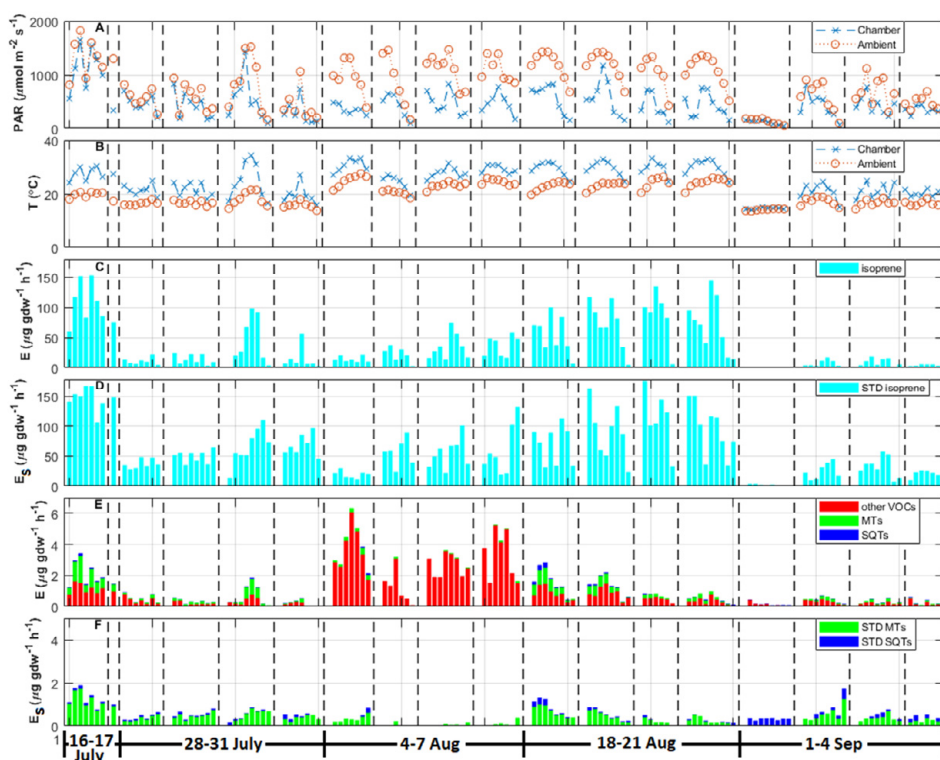 A
PAR (μmol m⁻² s⁻¹)
2000
1000
0
Chamber
Ambient
B
T (°C)
40
20
0
Chamber
Ambient
C
E (μg gdw⁻¹ h⁻¹)
150
100
50
0
isoprene
D
E_S (μg gdw⁻¹ h⁻¹)
150
100
50
0
STD isoprene
E
E (μg gdw⁻¹ h⁻¹)
6
4
2
0
other VOCs
MTs
SQTs
F
E_S (μg gdw⁻¹ h⁻¹)
4
2
0
1
STD MTs
STD SQTs
16-17
July
28-31 July
4-7 Aug
18-21 Aug
1-4 Sep